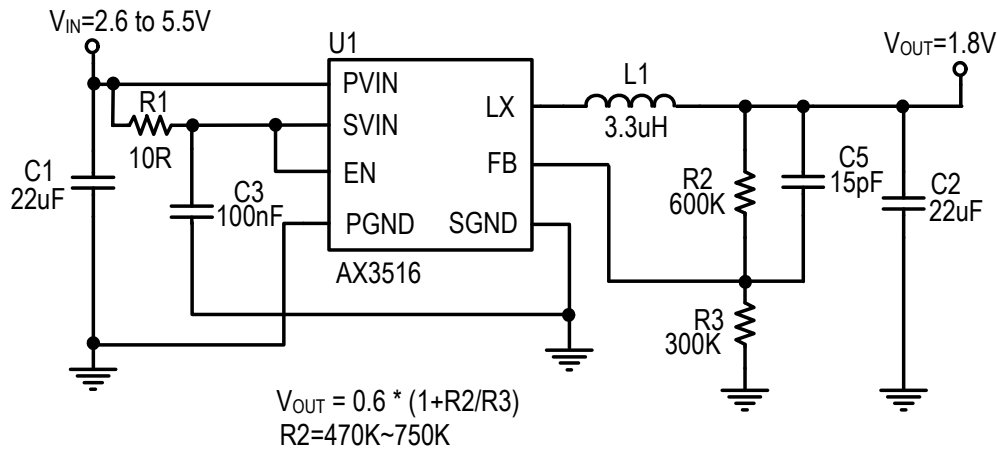 VIN=2.6 to 5.5V
U1
VOUT=1.8V
PVIN
R1
LX
L1
SVIN
10R
3.3uH
C1
22uF
EN
FB
C5
15pF
C3
100nF
R2
600K
C2
22uF
PGND
SGND
AX3516
R3
300K
VOUT = 0.6 * (1+R2/R3)
R2=470K~750K